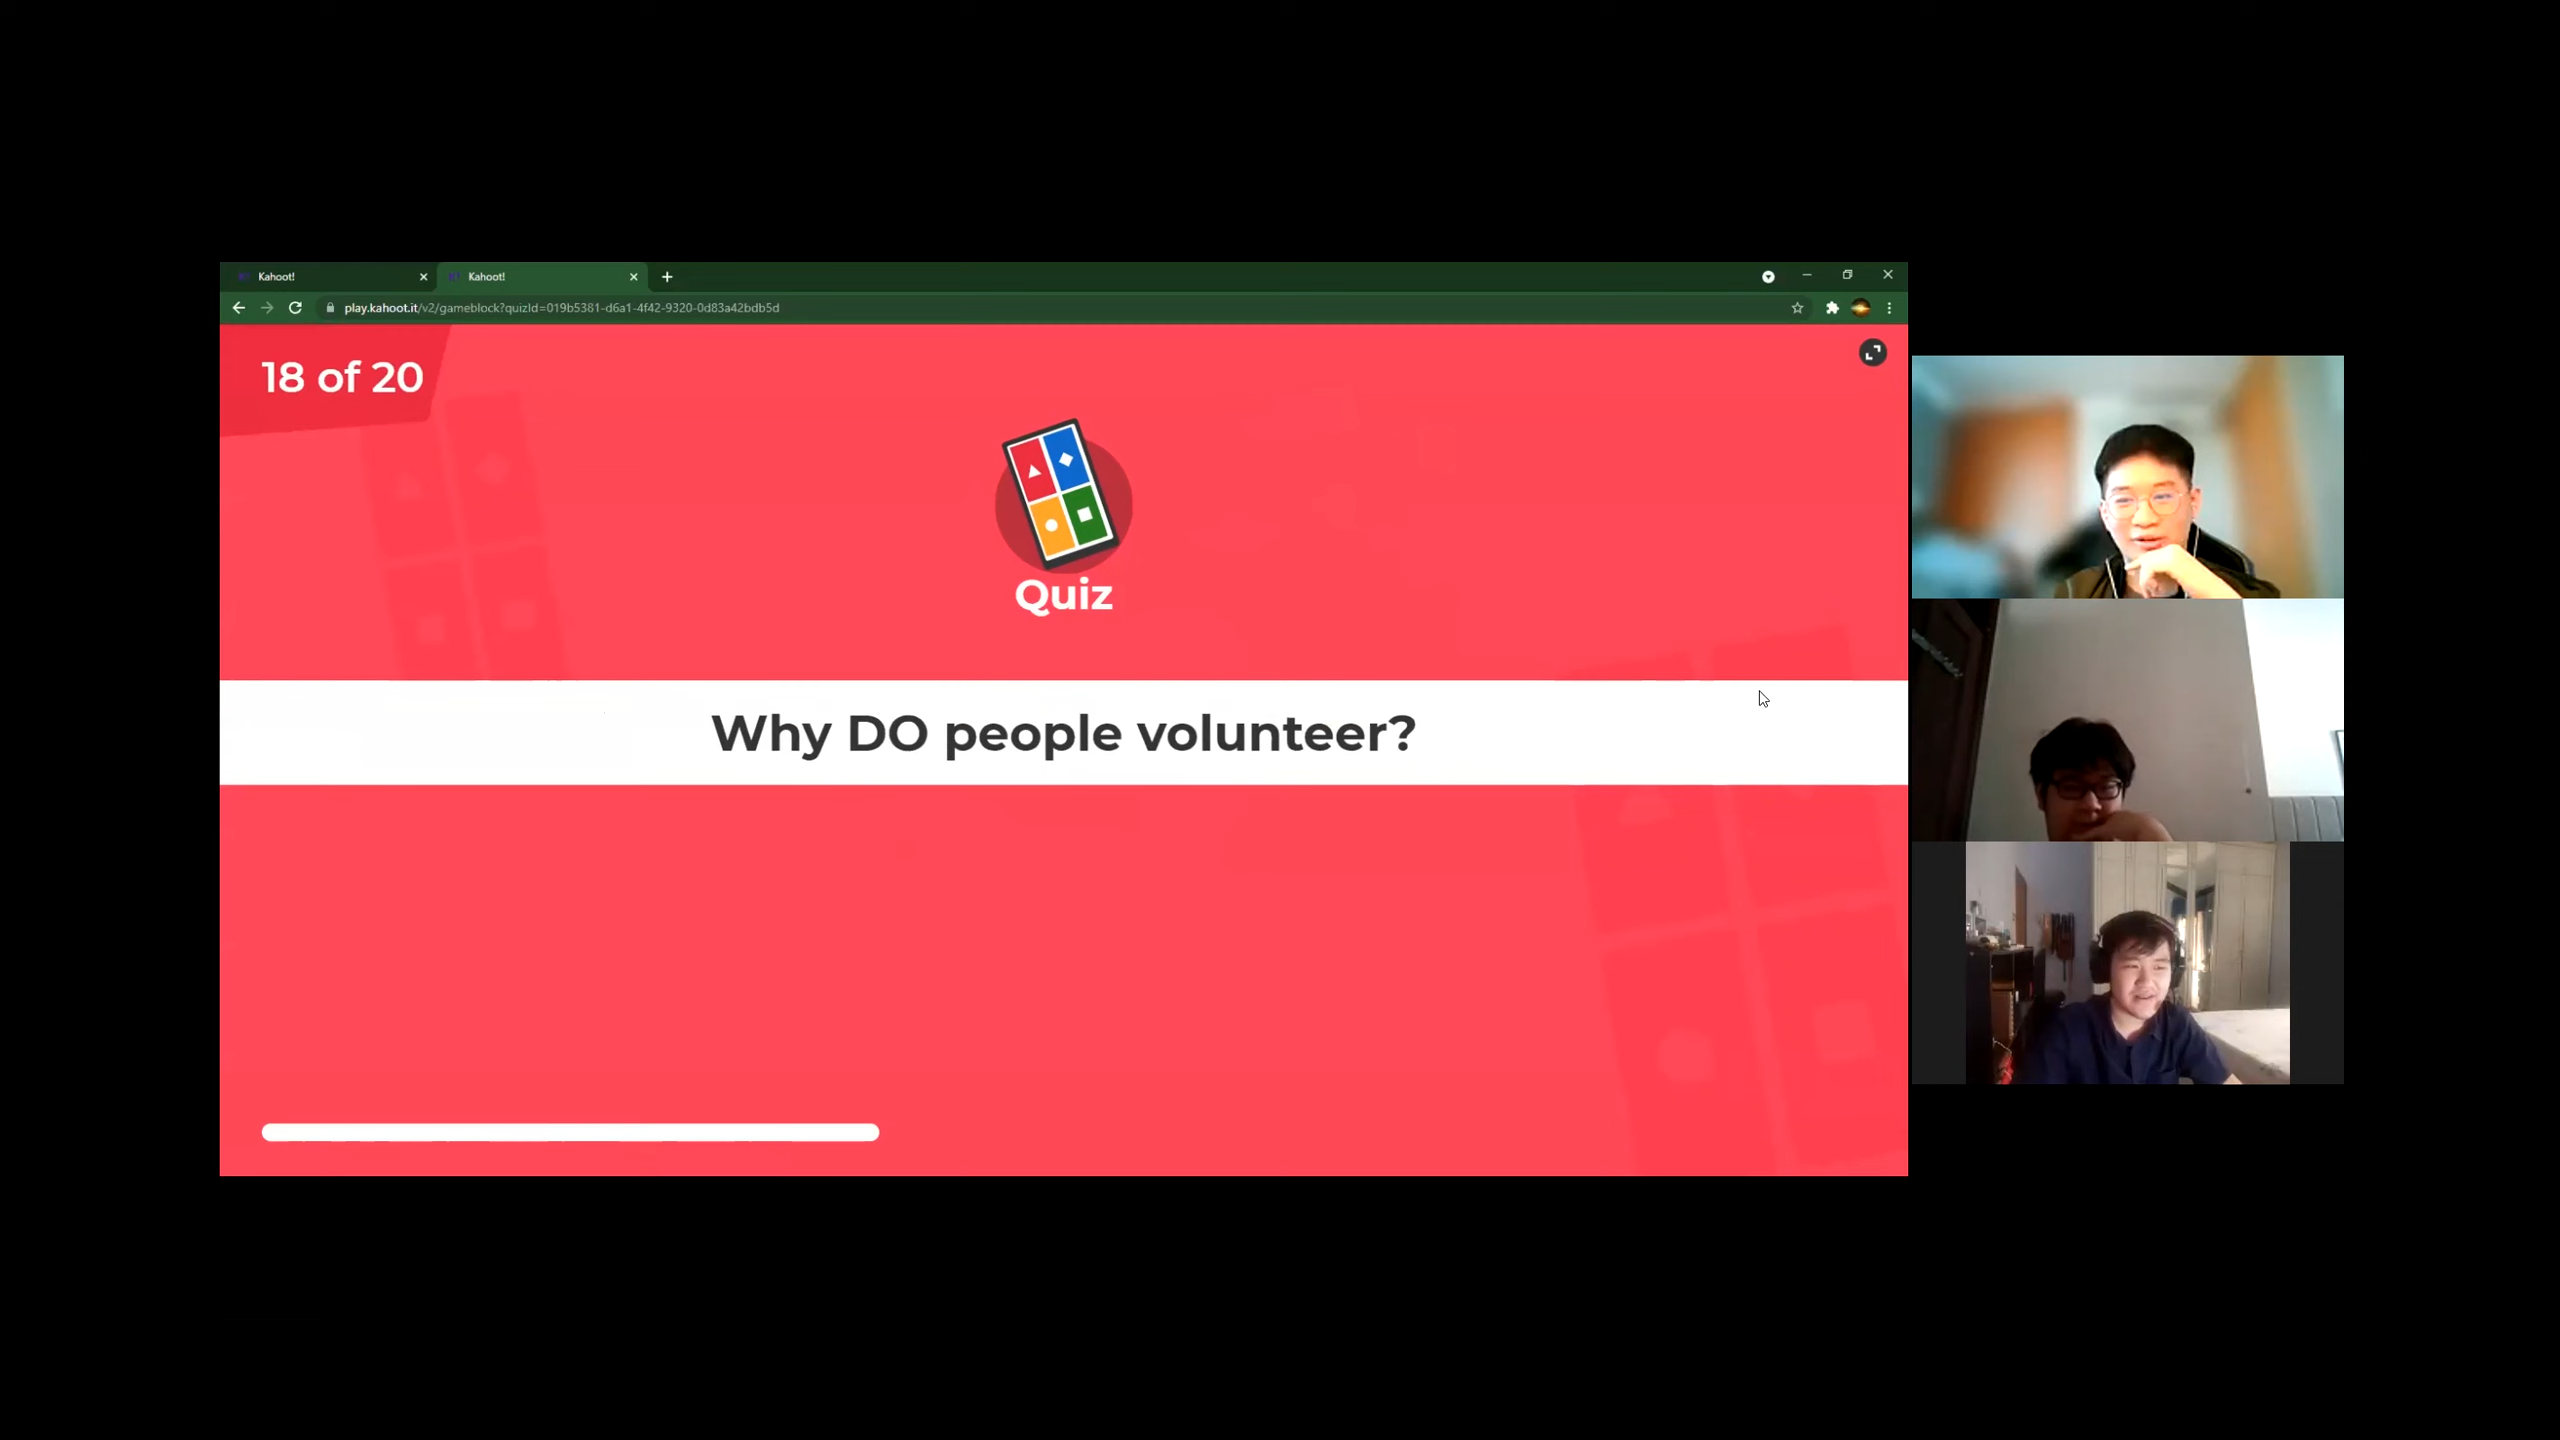 Kahoot!
Kahoot!
play.kahoot.it/v2/gameblock?quizId=019b5381-d6a1-4f42-9320-0d83a42bdb5d
18 of 20
Quiz
Why DO people volunteer?